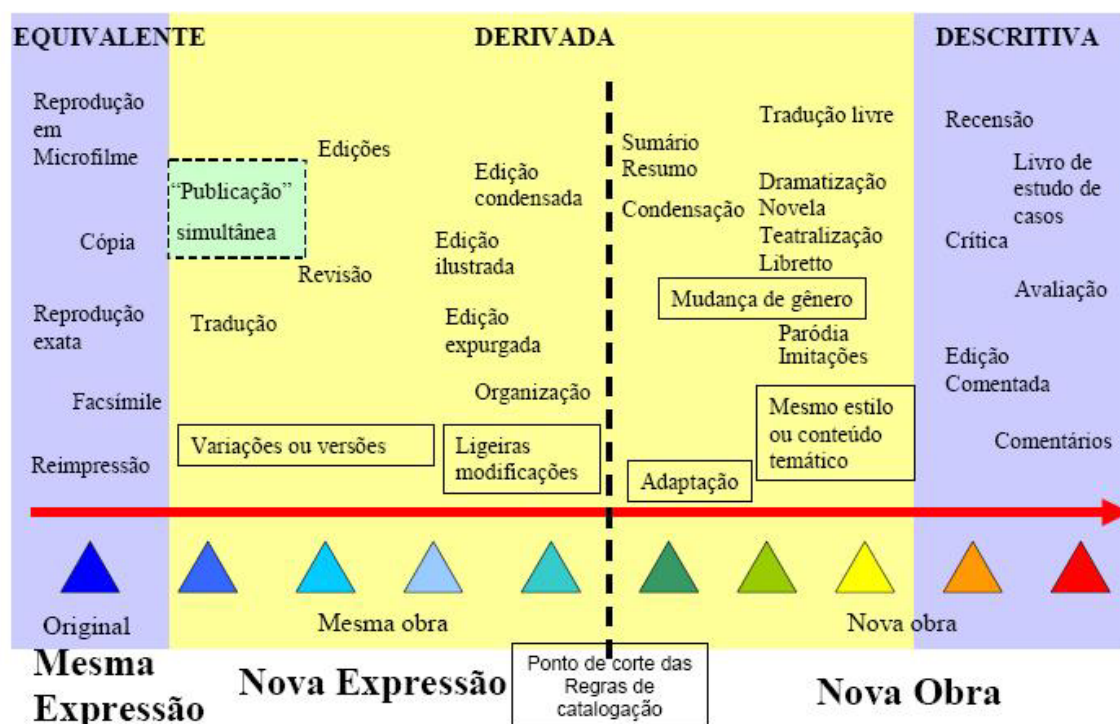 EQUIVALENTE
DERIVADA
DESCRITIVA
Reprodução
em
Microfilme
Cópia
Reprodução
exata
Facsímile
Reimpressão
“Publicação”
simultânea
Edições
Revisão
Tradução
Variações ou versões
Edição
condensada
Edição
ilustrada
Edição
expurgada
Organização
Ligeiras
modificações
Sumário
Resumo
Condensação
Tradução livre
Dramatização
Novela
Teatralização
Libretto
Mudança de gênero
Paródia
Imitações
Mesmo estilo
ou conteúdo
temático
Adaptação
Recensão
Livro de
estudo de
casos
Crítica
Avaliação
Edição
Comentada
Comentários
Original
Mesma obra
Nova obra
Mesma
Expressão
Nova Expressão
Ponto de corte das
Regras de
catalogação
Nova Obra